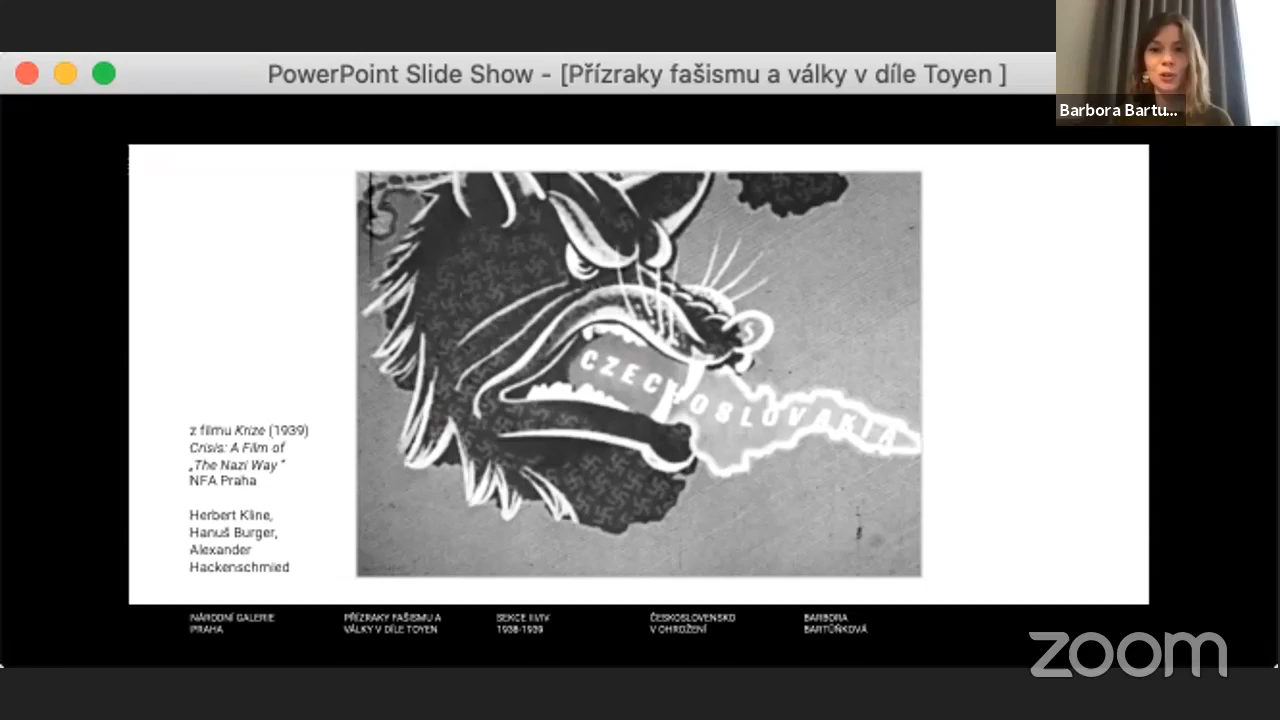 PowerPoint Slide Show - [Přízraky fašismu a války v díle Toyen ]
Barbora Bartu...
CZECHOSLOVAKIA
z filmu Krize (1939)
Crisis: A Film of
„The Nazi Way"
NFA Praha
Herbert Kline,
Hanuš Burger,
Alexander
Hackenschmied
NÁRODNÍ GALERIE
PRAHA
PŘÍZRAKY FAŠISMU A
VÁLKY V DÍLE TOYEN
SEKCE II/IV
1938-1939
ČESKOSLOVENSKO
V OHROŽENÍ
BARBORA
BARTŮŇKOVÁ
zoom